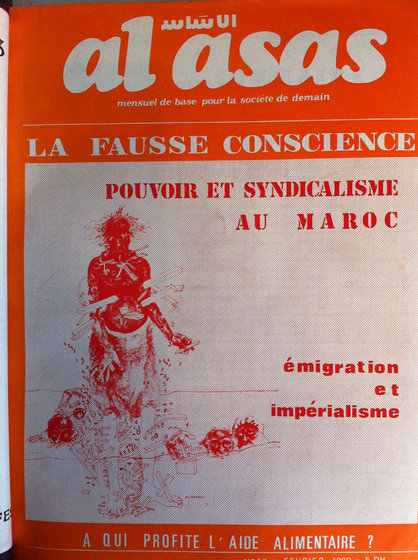 الأساس
al asas
mensuel de base pour la société de demain
LA FAUSSE CONSCIENCE
POUVOIR ET SYNDICALISME
AU MAROC
émigration
et
impérialisme
A QUI PROFITE L'AIDE ALIMENTAIRE ?